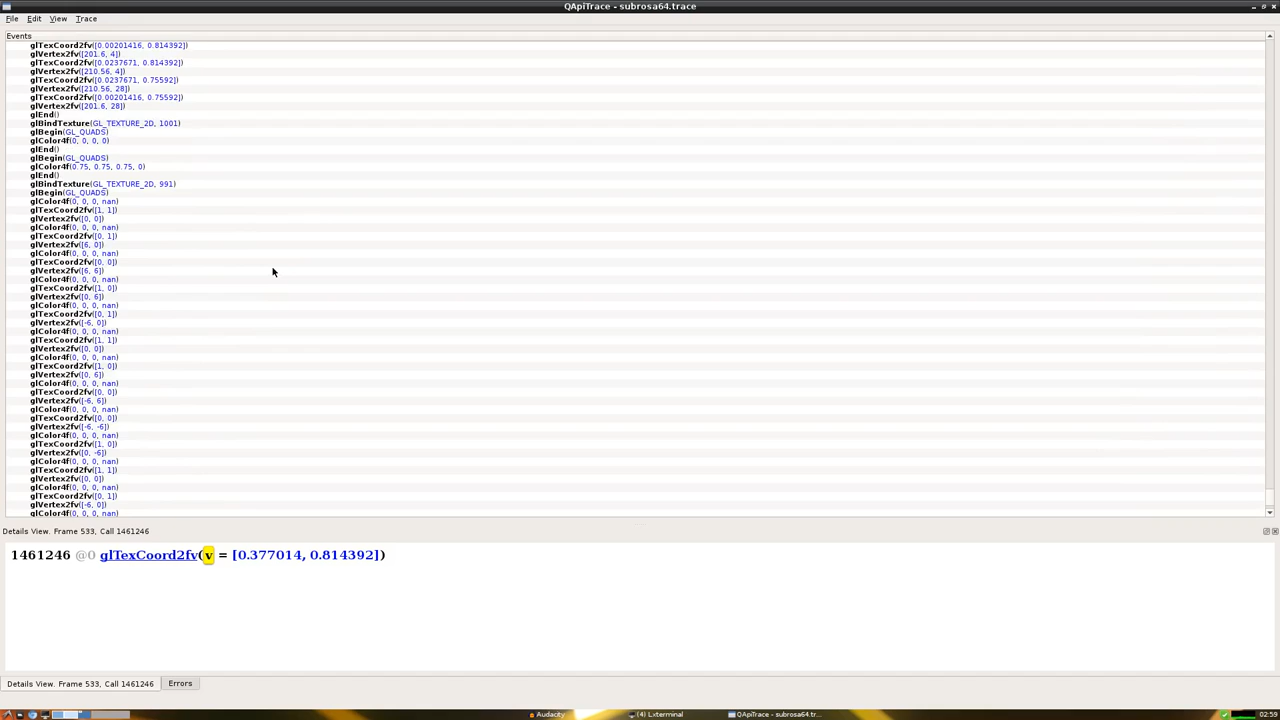 QApiTrace - subrosa64.trace
File Edit View Trace
Events
glTexCoord2fv([0.00201416, 0.814392])
glVertex2fv([201.6, 4])
glTexCoord2fv([0.0237671, 0.814392])
glVertex2fv([210.56, 4])
glTexCoord2fv([0.0237671, 0.75592])
glVertex2fv([210.56, 28])
glTexCoord2fv([0.00201416, 0.75592])
glVertex2fv([201.6, 28])
glEnd()
glBindTexture(GL_TEXTURE_2D, 1001)
glBegin(GL_QUADS)
glColor4f(0, 0, 0, 0)
glEnd()
glBegin(GL_QUADS)
glColor4f(0.75, 0.75, 0.75, 0)
glEnd()
glBindTexture(GL_TEXTURE_2D, 991)
glBegin(GL_QUADS)
glColor4f(0, 0, 0, nan)
glTexCoord2fv([1, 1])
glVertex2fv([0, 0])
glColor4f(0, 0, 0, nan)
glTexCoord2fv([0, 1])
glVertex2fv([6, 0])
glColor4f(0, 0, 0, nan)
glTexCoord2fv([0, 0])
glVertex2fv([6, 6])
glColor4f(0, 0, 0, nan)
glTexCoord2fv([1, 0])
glVertex2fv([0, 6])
glColor4f(0, 0, 0, nan)
glTexCoord2fv([0, 1])
glVertex2fv([-6, 0])
glColor4f(0, 0, 0, nan)
glTexCoord2fv([1, 1])
glVertex2fv([0, 0])
glColor4f(0, 0, 0, nan)
glTexCoord2fv([1, 0])
glVertex2fv([0, 6])
glColor4f(0, 0, 0, nan)
glTexCoord2fv([0, 0])
glVertex2fv([-6, 6])
glColor4f(0, 0, 0, nan)
glTexCoord2fv([0, 0])
glVertex2fv([-6, -6])
glColor4f(0, 0, 0, nan)
glTexCoord2fv([1, 0])
glVertex2fv([0, -6])
glColor4f(0, 0, 0, nan)
glTexCoord2fv([1, 1])
glVertex2fv([0, 0])
glColor4f(0, 0, 0, nan)
glTexCoord2fv([0, 1])
glVertex2fv([-6, 0])
glColor4f(0, 0, 0, nan)
Details View. Frame 533, Call 1461246
1461246 @0 glTexCoord2fv(v = [0.377014, 0.814392])
Details View. Frame 533, Call 1461246 Errors
Audacity (4) Lxterminal QApiTrace - subrosa64.tr... 02:59